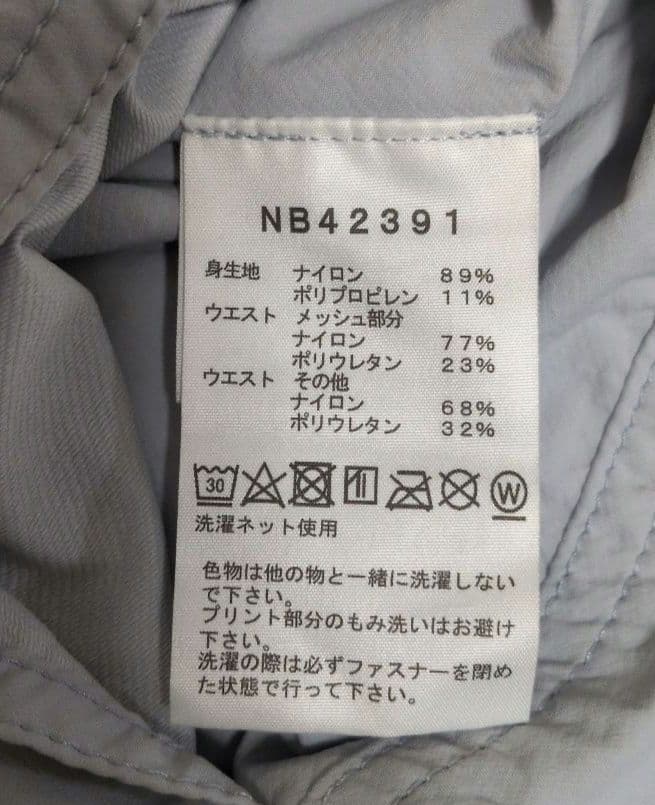 NB42391
身生地 ナイロン 89%
ポリプロピレン 11%
ウエスト メッシュ部分
ナイロン 77%
ポリウレタン 23%
ウエスト その他
ナイロン 68%
ポリウレタン 32%
30 W
洗濯ネット使用
色物は他の物と一緒に洗濯しない
で下さい。
プリント部分のもみ洗いはお避け
下さい。
洗濯の際は必ずファスナーを閉め
た状態で行って下さい。